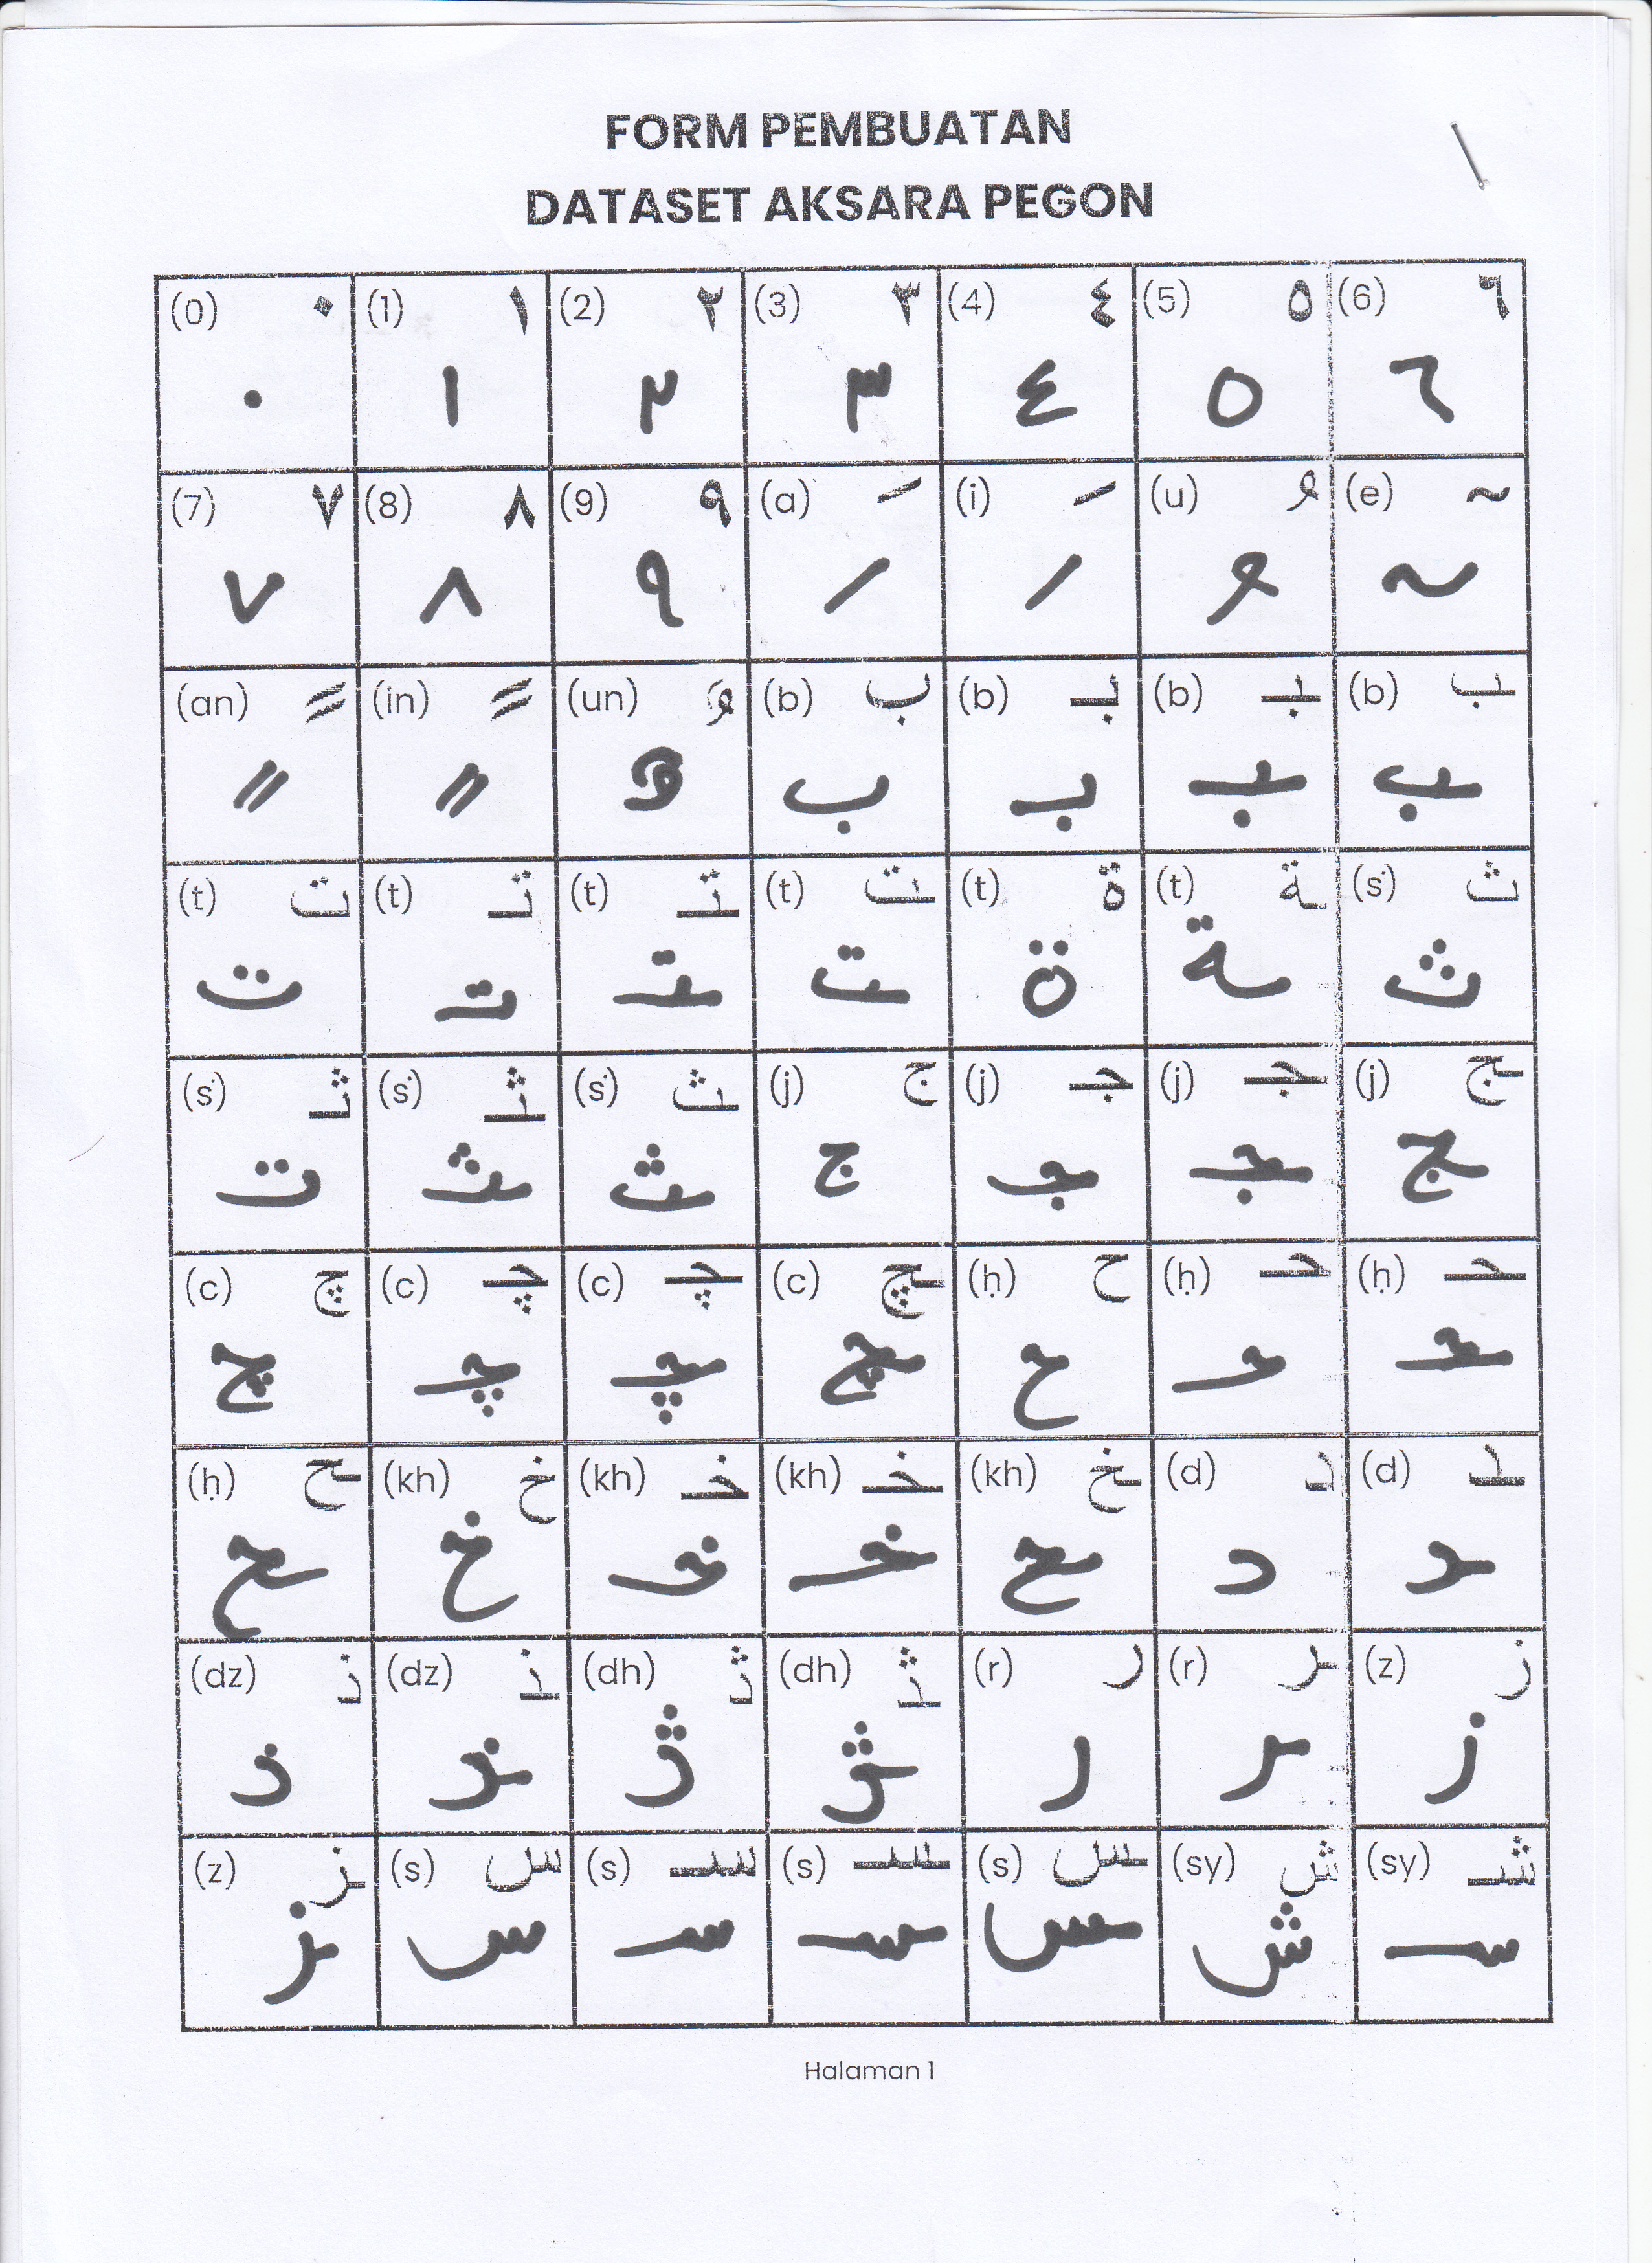 FORM PEMBUATAN
DATASET AKSARA PEGON
(0) ٠ (1) ١ (2) ٢ (3) ٣ (4) ٤ (5) ٥ (6) ٦
٠ ١ ٢ ٣ ٤ ٥ ٦
(7) ٧ (8) ٨ (9) ٩ (a) َ (i) ِ (u) ُ (e) ~
٧ ٨ ٩ َ ِ ُ ~
(an) ً (in) ٍ (un) ٌ (b) ب (b) بـ (b) ـبـ (b) ـب
ً ٍ ٌ ب بـ ـبـ ـب
(t) ت (t) تـ (t) ـتـ (t) ـت (t) ة (t) ـة (ṡ) ث
ت تـ ـتـ ـت ة ـة ث
(ṡ) ثـ (ṡ) ـثـ (ṡ) ـث (j) ج (j) جـ (j) ـجـ (j) ـج
ت ـثـ ـث ج جـ ـجـ ـج
(c) چ (c) چـ (c) ـچـ (c) ـچ (ḥ) ح (ḥ) حـ (ḥ) ـحـ
چ چـ ـچـ ـچ ح حـ ـحـ
(ḥ) ـح (kh) خ (kh) خـ (kh) ـخـ (kh) ـخ (d) د (d) ـد
ـح خ خـ ـخـ ـح د ـد
(dz) ذ (dz) ـذ (dh) ڎ (dh) ـڎ (r) ر (r) ـر (z) ز
ذ ـذ ڎ ـڎ ر ـر ز
(z) ـز (s) س (s) سـ (s) ـسـ (s) ـس (sy) ش (sy) شـ
ـز س سـ ـسـ ـس ش سـ
Halaman 1